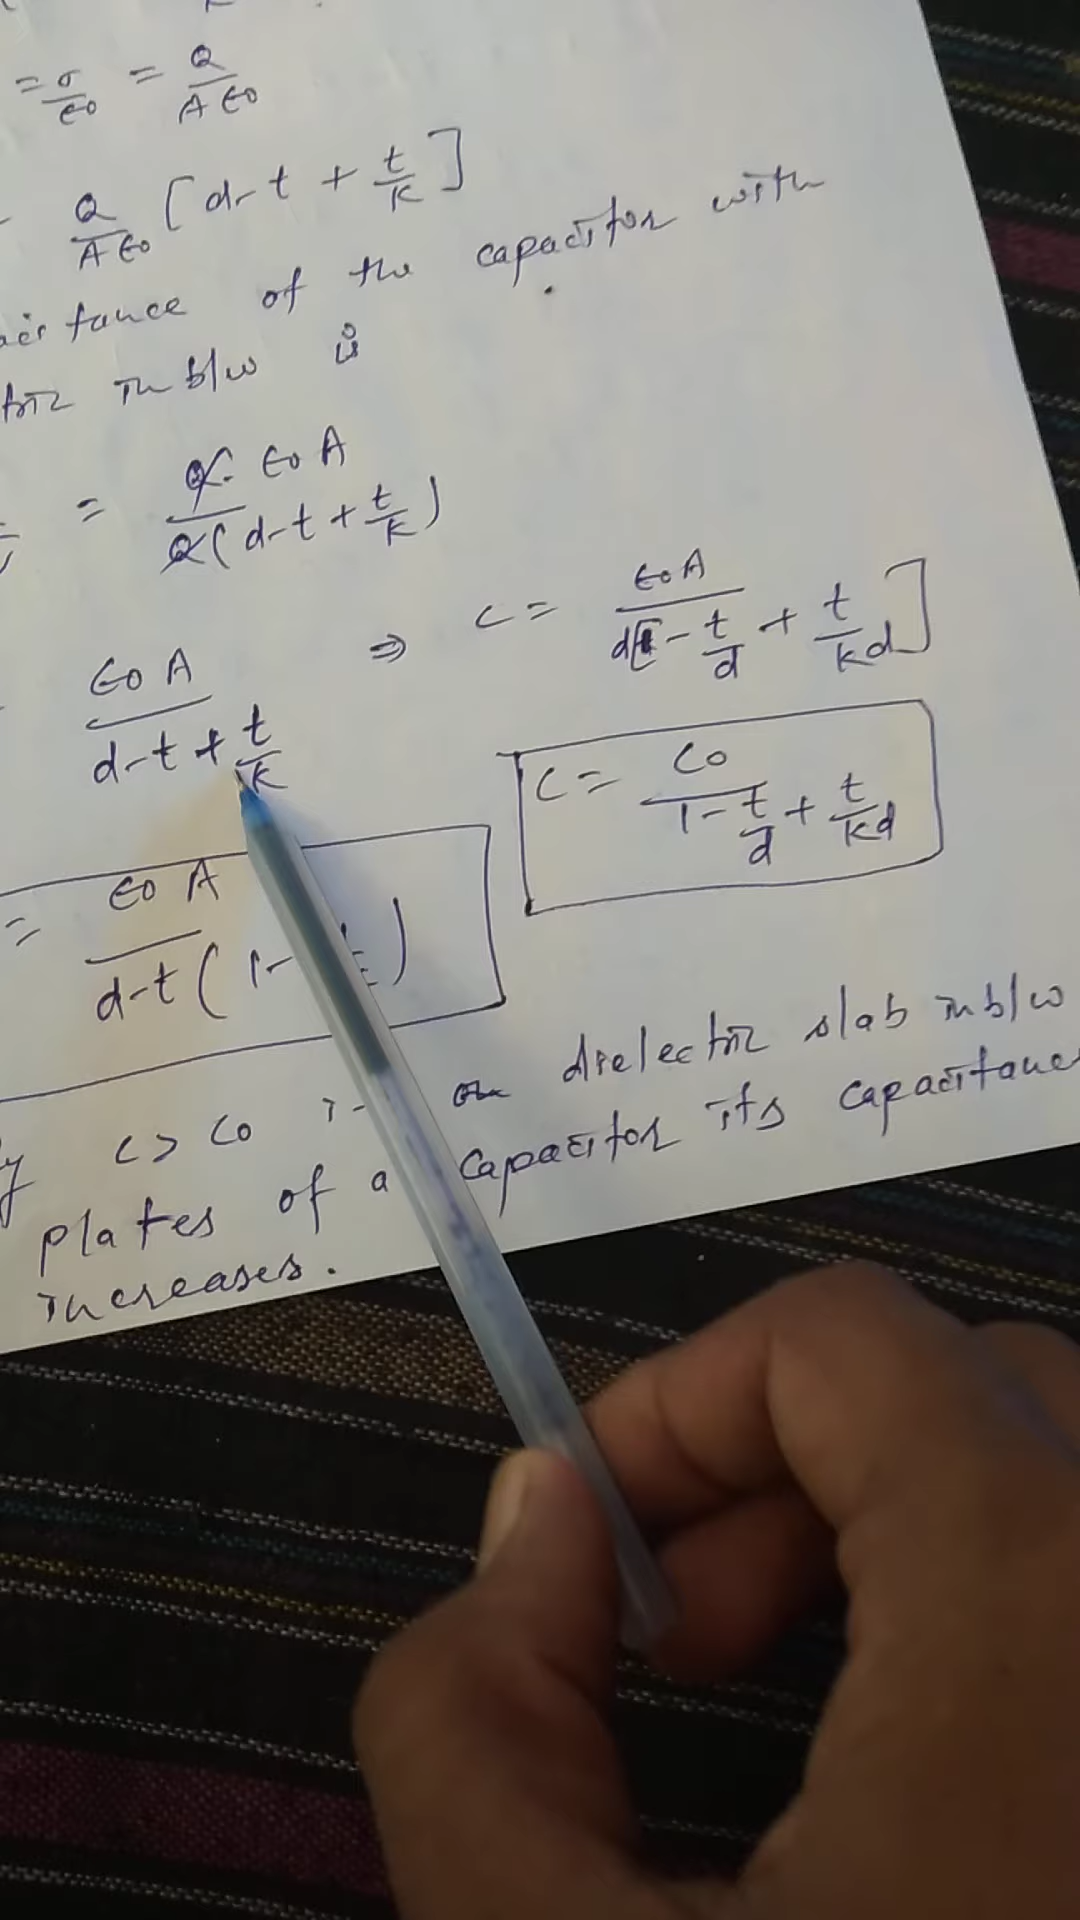 = σ/ϵ0 = Q/Aϵ0
Q/Aϵ0 [d-t + t/k]
of the capacitor with
in b/w is
= Q. ϵ0 A / Q(d-t + t/k)
ϵ0 A / d-t + t/k ⇒ C = ϵ0 A / d[1 - t/d + t/kd]
C = C0 / 1 - t/d + t/kd
= ϵ0 A / d-t(1-
C > C0 dielectric slab in b/w
plates of a capacitor its capacitance
increases.